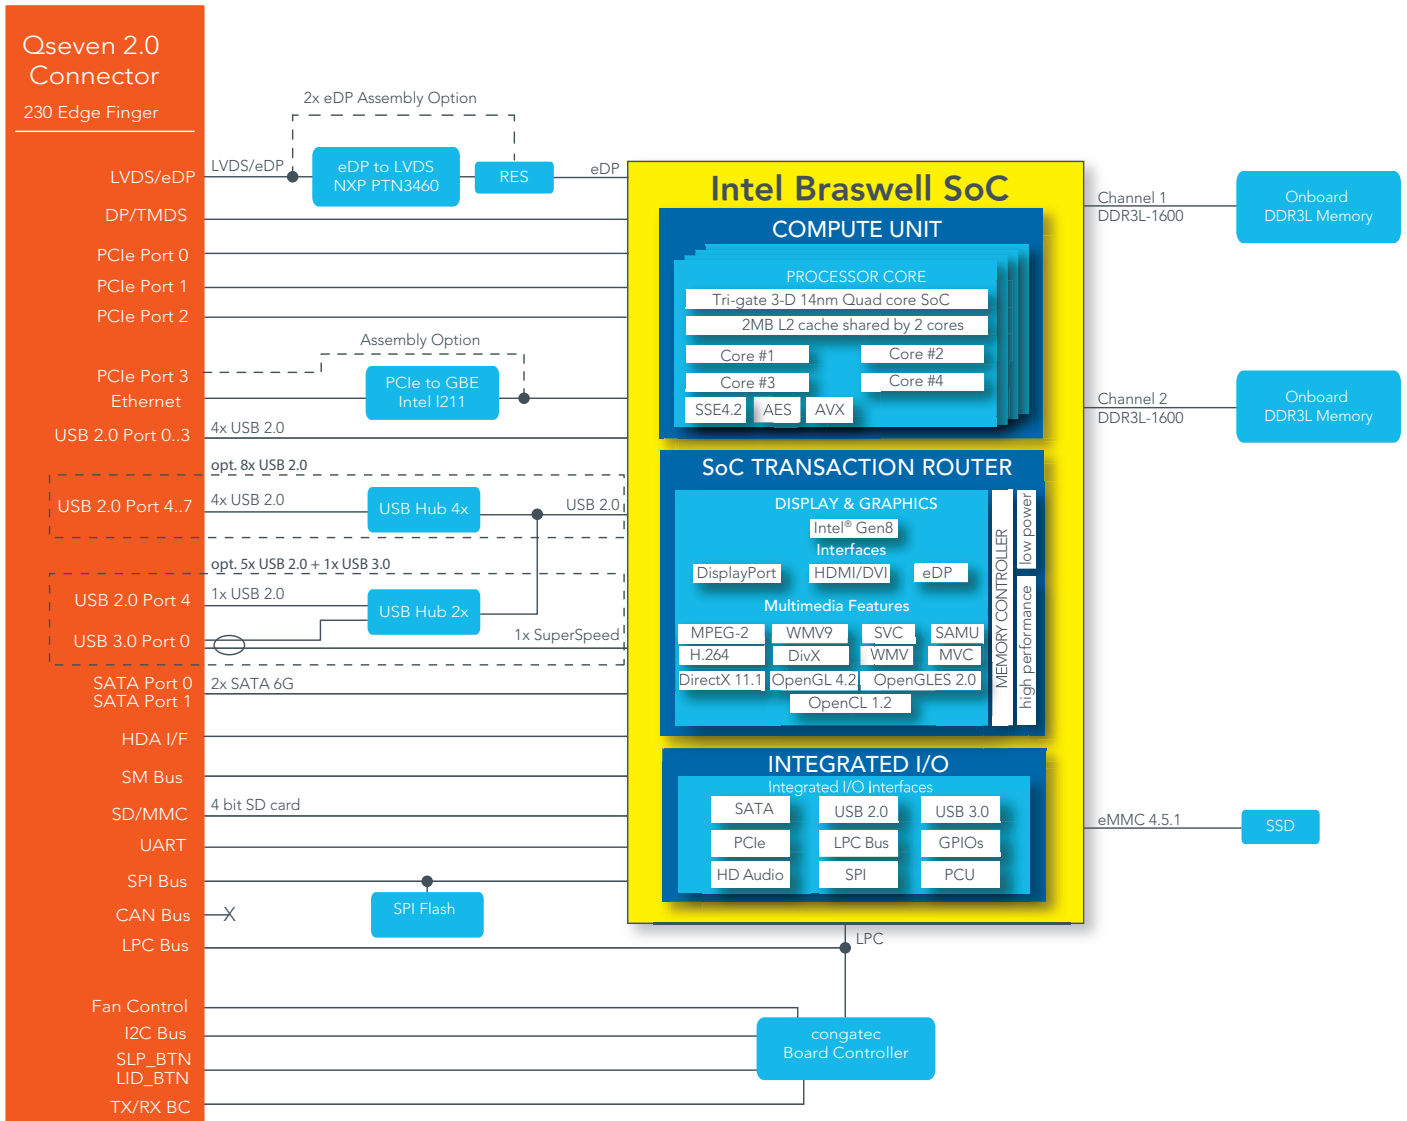 Qseven 2.0
Connector
230 Edge Finger
LVDS/eDP
DP/TMDS
PCIe Port 0
PCIe Port 1
PCIe Port 2
PCIe Port 3
Ethernet
USB 2.0 Port 0..3
USB 2.0 Port 4..7
USB 2.0 Port 4
USB 3.0 Port 0
SATA Port 0
SATA Port 1
HDA I/F
SM Bus
SD/MMC
UART
SPI Bus
CAN Bus
LPC Bus
Fan Control
I2C Bus
SLP_BTN
LID_BTN
TX/RX BC
2x eDP Assembly Option
LVDS/eDP
eDP to LVDS
NXP PTN3460
RES
eDP
Assembly Option
PCIe to GBE
Intel I211
4x USB 2.0
opt. 8x USB 2.0
4x USB 2.0
USB Hub 4x
USB 2.0
opt. 5x USB 2.0 + 1x USB 3.0
1x USB 2.0
USB Hub 2x
1x SuperSpeed
2x SATA 6G
4 bit SD card
SPI Flash
X
Intel Braswell SoC
COMPUTE UNIT
PROCESSOR CORE
Tri-gate 3-D 14nm Quad core SoC
2MB L2 cache shared by 2 cores
Core #1
Core #2
Core #3
Core #4
SSE4.2
AES
AVX
SoC TRANSACTION ROUTER
DISPLAY & GRAPHICS
Intel® Gen8
Interfaces
DisplayPort
HDMI/DVI
eDP
Multimedia Features
MPEG-2
WMV9
SVC
SAMU
H.264
DivX
WMV
MVC
DirectX 11.1
OpenGL 4.2
OpenGLES 2.0
OpenCL 1.2
MEMORY CONTROLLER
low power
high performance
INTEGRATED I/O
Integrated I/O Interfaces
SATA
USB 2.0
USB 3.0
PCIe
LPC Bus
GPIOs
HD Audio
SPI
PCU
LPC
congatec
Board Controller
Channel 1
DDR3L-1600
Onboard
DDR3L Memory
Channel 2
DDR3L-1600
Onboard
DDR3L Memory
eMMC 4.5.1
SSD